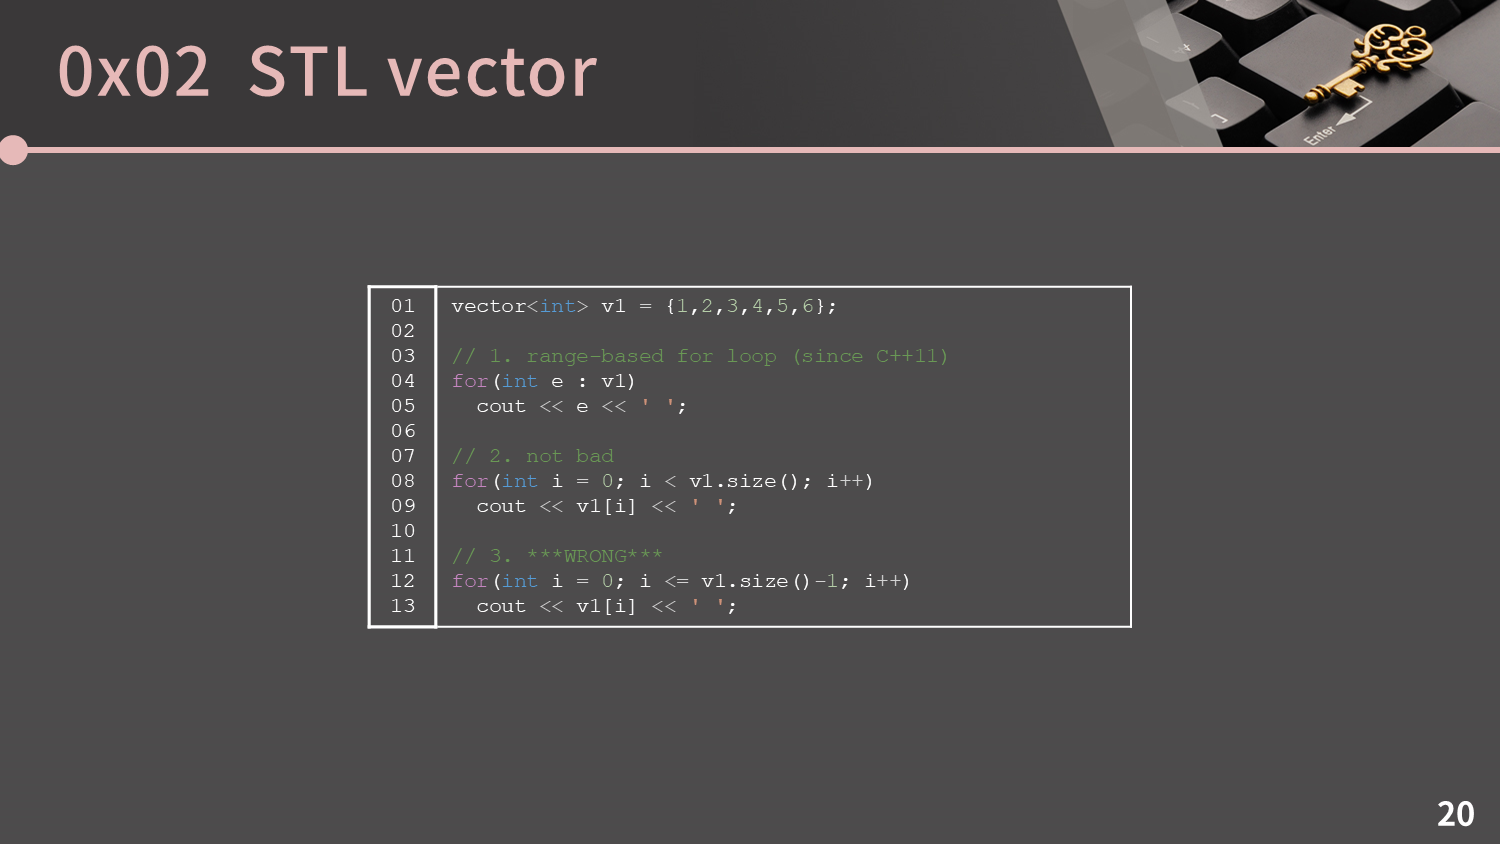 0x02 STL vector
Enter
01 vector<int> v1 = {1,2,3,4,5,6};
02
03 // 1. range-based for loop (since C++11)
04 for(int e : v1)
05   cout << e << ' ';
06
07 // 2. not bad
08 for(int i = 0; i < v1.size(); i++)
09   cout << v1[i] << ' ';
10
11 // 3. ***WRONG***
12 for(int i = 0; i <= v1.size()-1; i++)
13   cout << v1[i] << ' ';
20